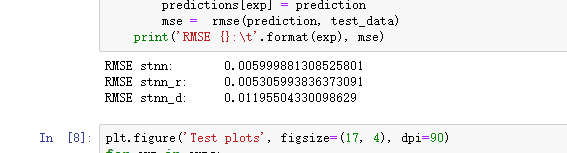 predictions[exp] = prediction
mse =  rmse(prediction, test_data)
print('RMSE {}:\t'.format(exp), mse)
RMSE stnn:       0.005999881308525801
RMSE stnn_r:     0.005305993836373091
RMSE stnn_d:     0.01195504330098629
In [8]: plt.figure('Test plots', figsize=(17, 4), dpi=90)